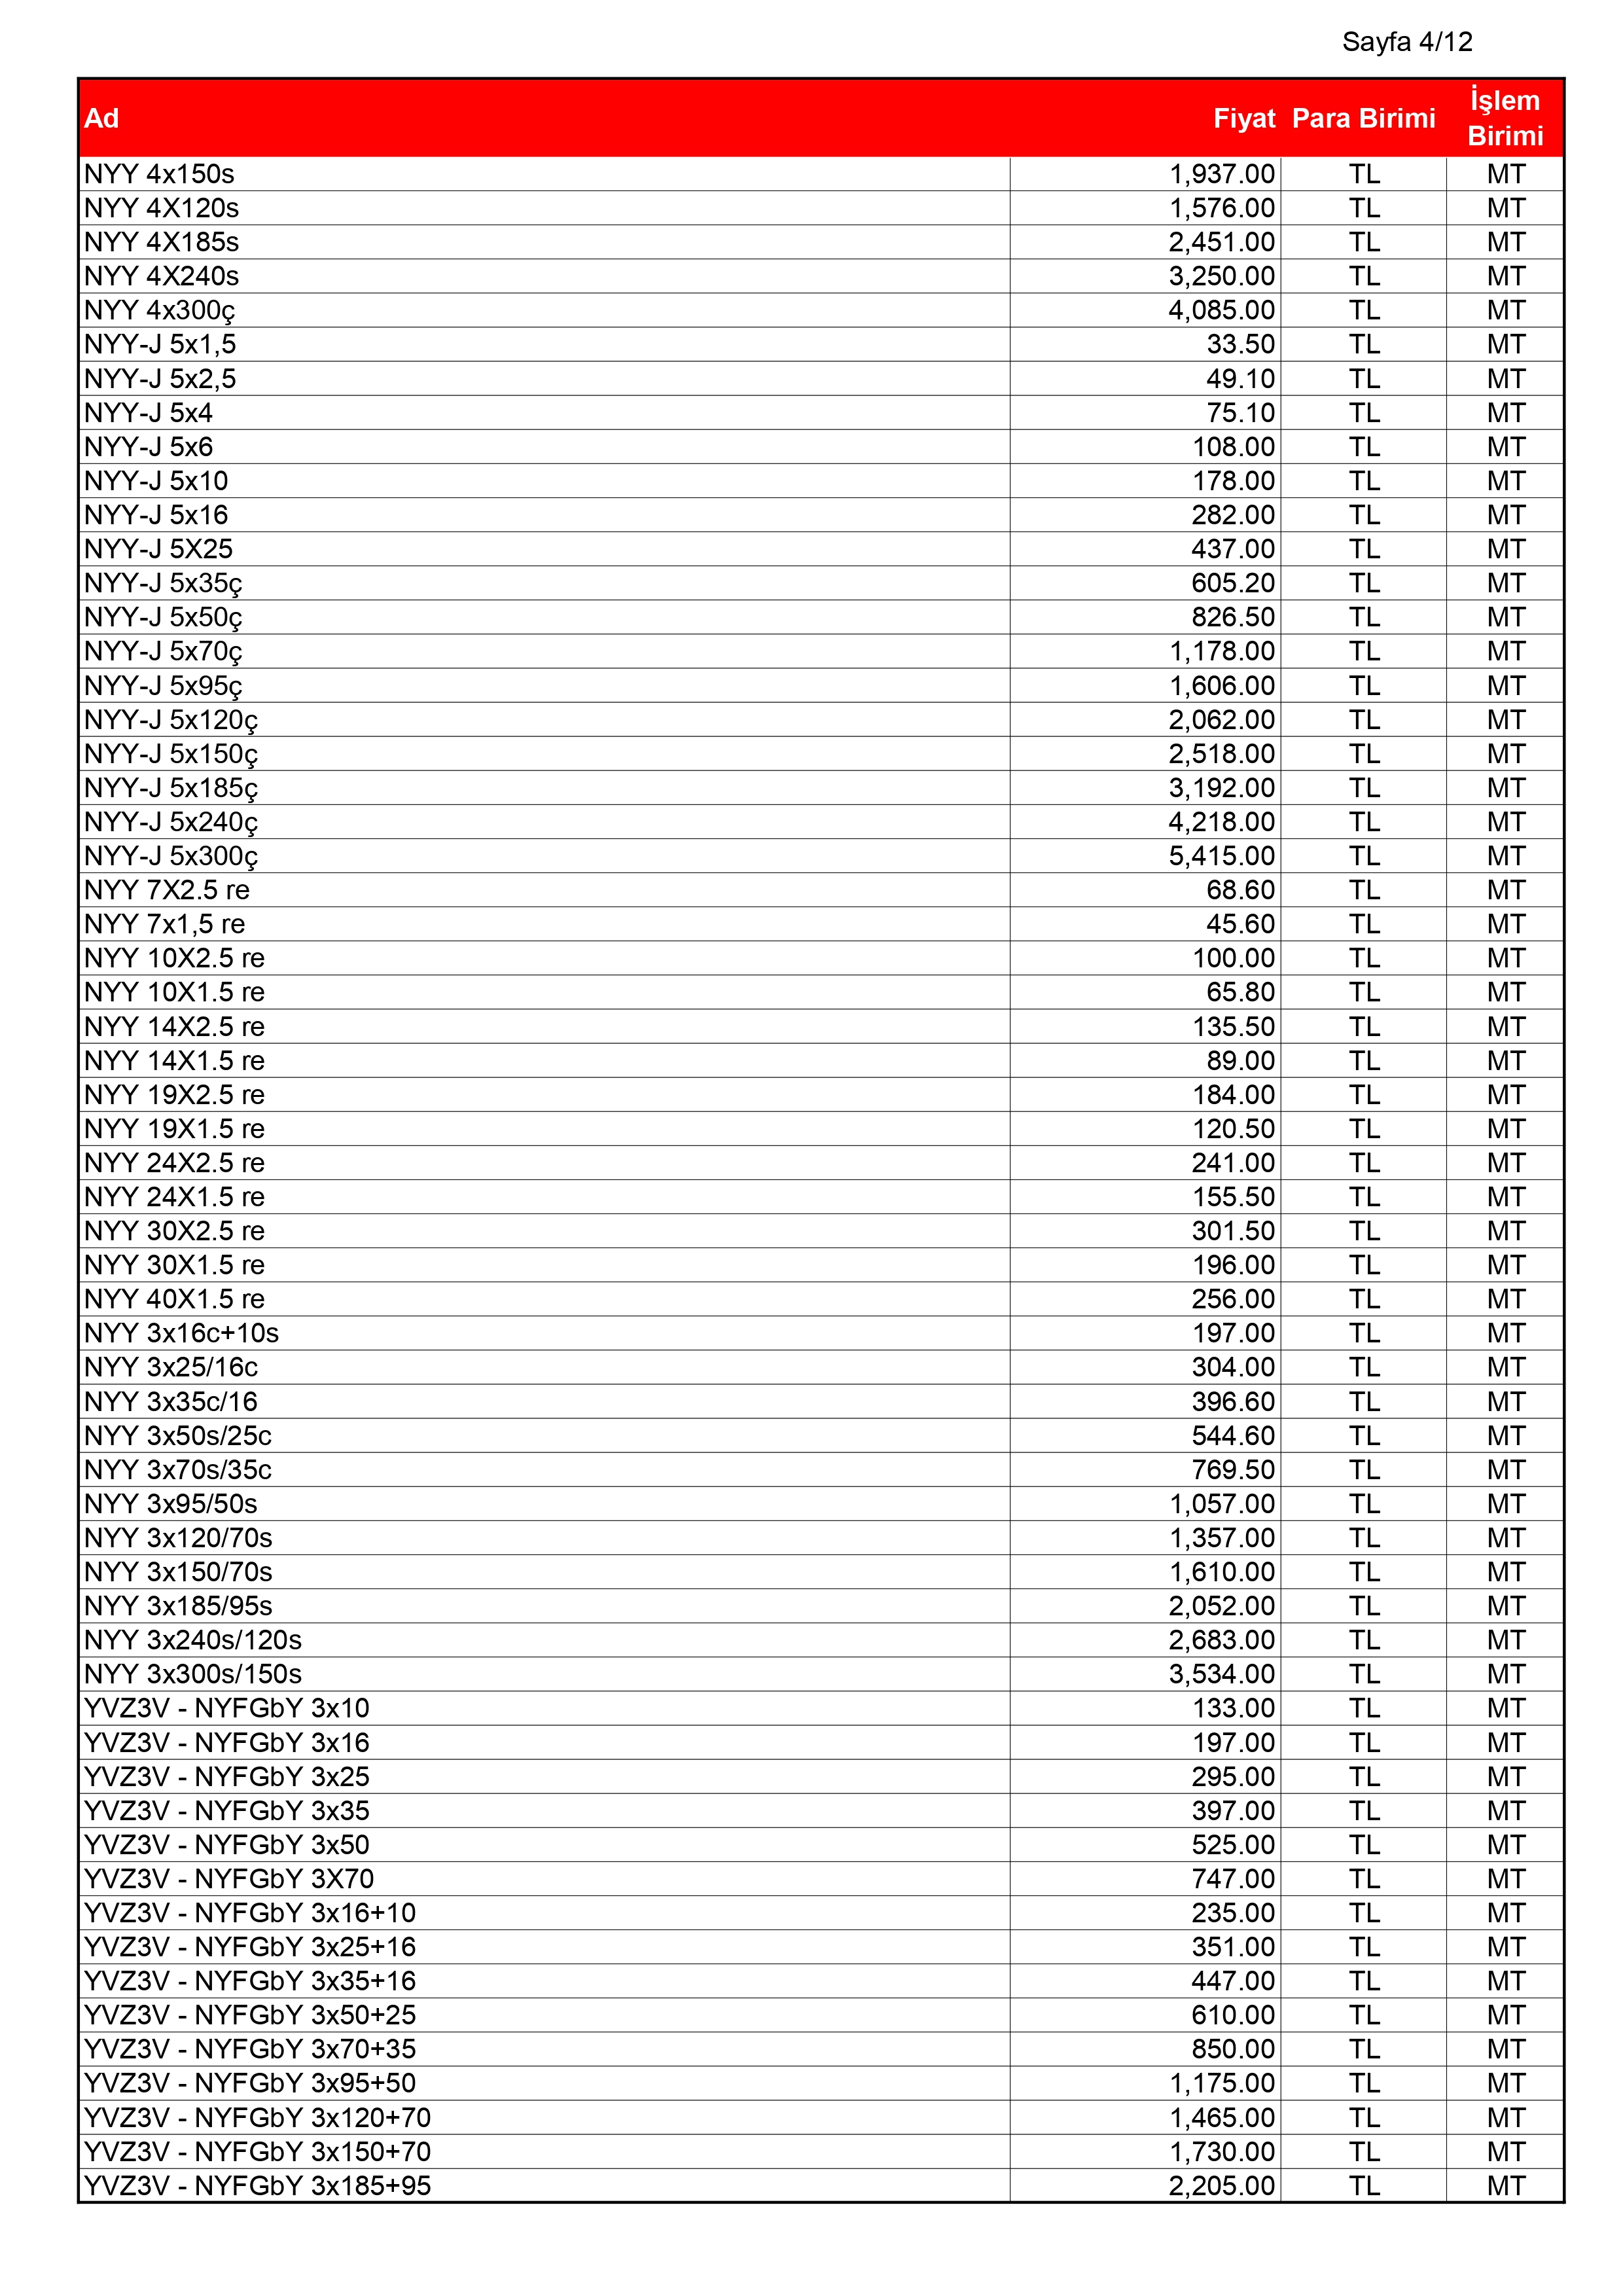 Sayfa 4/12
Ad Fiyat Para Birimi İşlem Birimi
NYY 4x150s 1,937.00 TL MT
NYY 4X120s 1,576.00 TL MT
NYY 4X185s 2,451.00 TL MT
NYY 4X240s 3,250.00 TL MT
NYY 4x300ç 4,085.00 TL MT
NYY-J 5x1,5 33.50 TL MT
NYY-J 5x2,5 49.10 TL MT
NYY-J 5x4 75.10 TL MT
NYY-J 5x6 108.00 TL MT
NYY-J 5x10 178.00 TL MT
NYY-J 5x16 282.00 TL MT
NYY-J 5X25 437.00 TL MT
NYY-J 5x35ç 605.20 TL MT
NYY-J 5x50ç 826.50 TL MT
NYY-J 5x70ç 1,178.00 TL MT
NYY-J 5x95ç 1,606.00 TL MT
NYY-J 5x120ç 2,062.00 TL MT
NYY-J 5x150ç 2,518.00 TL MT
NYY-J 5x185ç 3,192.00 TL MT
NYY-J 5x240ç 4,218.00 TL MT
NYY-J 5x300ç 5,415.00 TL MT
NYY 7X2.5 re 68.60 TL MT
NYY 7x1,5 re 45.60 TL MT
NYY 10X2.5 re 100.00 TL MT
NYY 10X1.5 re 65.80 TL MT
NYY 14X2.5 re 135.50 TL MT
NYY 14X1.5 re 89.00 TL MT
NYY 19X2.5 re 184.00 TL MT
NYY 19X1.5 re 120.50 TL MT
NYY 24X2.5 re 241.00 TL MT
NYY 24X1.5 re 155.50 TL MT
NYY 30X2.5 re 301.50 TL MT
NYY 30X1.5 re 196.00 TL MT
NYY 40X1.5 re 256.00 TL MT
NYY 3x16c+10s 197.00 TL MT
NYY 3x25/16c 304.00 TL MT
NYY 3x35c/16 396.60 TL MT
NYY 3x50s/25c 544.60 TL MT
NYY 3x70s/35c 769.50 TL MT
NYY 3x95/50s 1,057.00 TL MT
NYY 3x120/70s 1,357.00 TL MT
NYY 3x150/70s 1,610.00 TL MT
NYY 3x185/95s 2,052.00 TL MT
NYY 3x240s/120s 2,683.00 TL MT
NYY 3x300s/150s 3,534.00 TL MT
YVZ3V - NYFGbY 3x10 133.00 TL MT
YVZ3V - NYFGbY 3x16 197.00 TL MT
YVZ3V - NYFGbY 3x25 295.00 TL MT
YVZ3V - NYFGbY 3x35 397.00 TL MT
YVZ3V - NYFGbY 3x50 525.00 TL MT
YVZ3V - NYFGbY 3X70 747.00 TL MT
YVZ3V - NYFGbY 3x16+10 235.00 TL MT
YVZ3V - NYFGbY 3x25+16 351.00 TL MT
YVZ3V - NYFGbY 3x35+16 447.00 TL MT
YVZ3V - NYFGbY 3x50+25 610.00 TL MT
YVZ3V - NYFGbY 3x70+35 850.00 TL MT
YVZ3V - NYFGbY 3x95+50 1,175.00 TL MT
YVZ3V - NYFGbY 3x120+70 1,465.00 TL MT
YVZ3V - NYFGbY 3x150+70 1,730.00 TL MT
YVZ3V - NYFGbY 3x185+95 2,205.00 TL MT